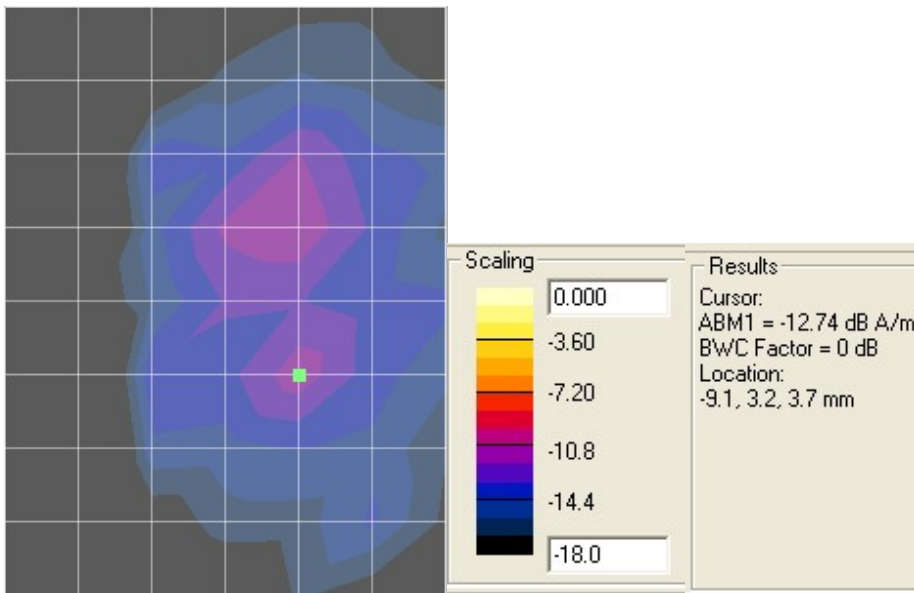 Scaling
0.000
-3.60
-7.20
-10.8
-14.4
-18.0
Results
Cursor:
ABM1 = -12.74 dB A/m
BWC Factor = 0 dB
Location:
-9.1, 3.2, 3.7 mm